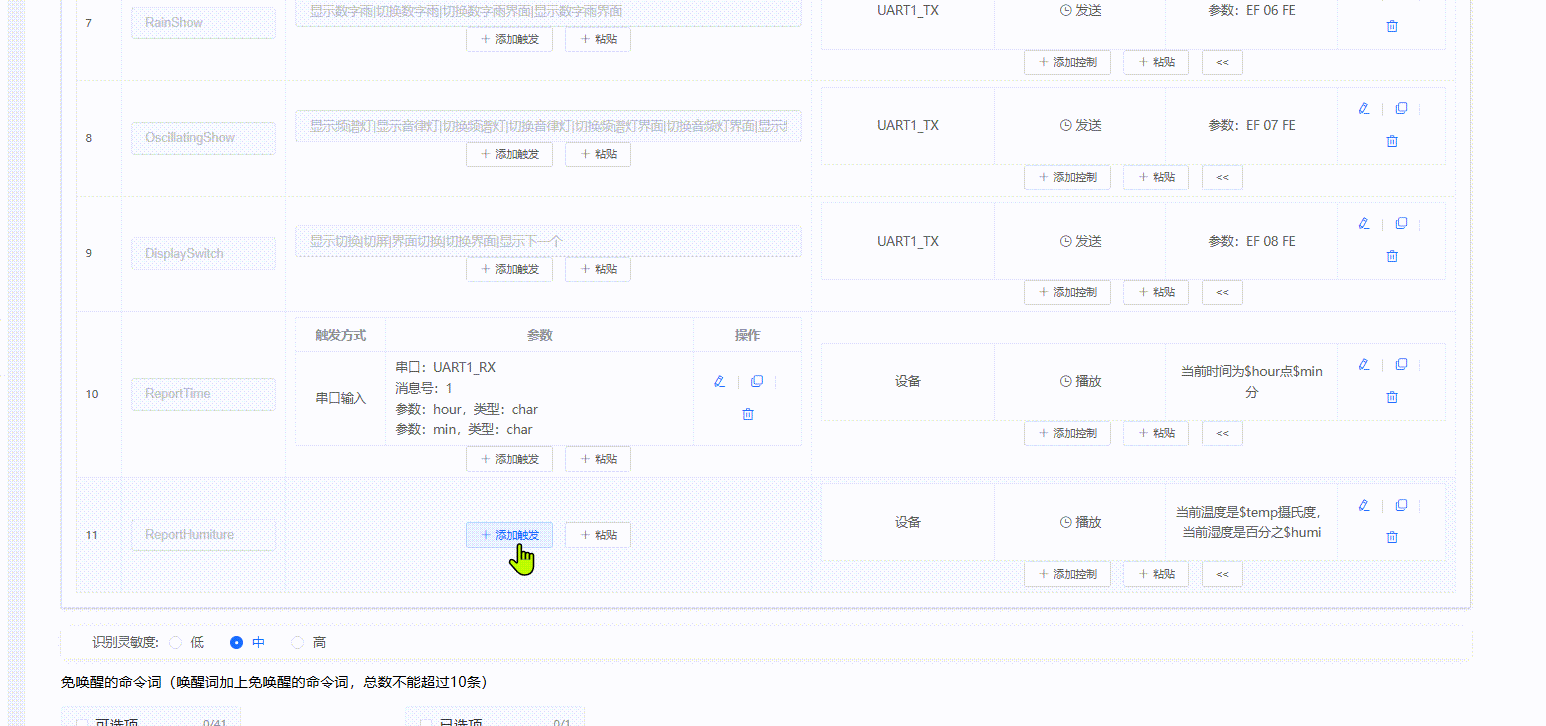 7
RainShow
显示数字雨|切换数字雨|切换数字雨界面|显示数字雨界面
+ 添加触发
+ 粘贴
UART1_TX
发送
参数：EF 06 FE
+ 添加控制
+ 粘贴
<<
8
OscillatingShow
显示频谱灯|显示音律灯|切换频谱灯|切换音律灯|切换频谱灯界面|切换音频灯界面|显示
+ 添加触发
+ 粘贴
UART1_TX
发送
参数：EF 07 FE
+ 添加控制
+ 粘贴
<<
9
DisplaySwitch
显示切换|切屏|界面切换|切换界面|显示下一个
+ 添加触发
+ 粘贴
UART1_TX
发送
参数：EF 08 FE
+ 添加控制
+ 粘贴
<<
10
ReportTime
触发方式
参数
操作
串口输入
串口：UART1_RX
消息号：1
参数：hour，类型：char
参数：min，类型：char
+ 添加触发
+ 粘贴
设备
播放
当前时间为$hour点$min
分
+ 添加控制
+ 粘贴
<<
11
ReportHumiture
+ 添加触发
+ 粘贴
设备
播放
当前温度是$temp摄氏度，
当前湿度是百分之$humi
+ 添加控制
+ 粘贴
<<
识别灵敏度: 低 中 高
免唤醒的命令词（唤醒词加上免唤醒的命令词，总数不能超过10条）
可选项 0/41
已选项 0/1